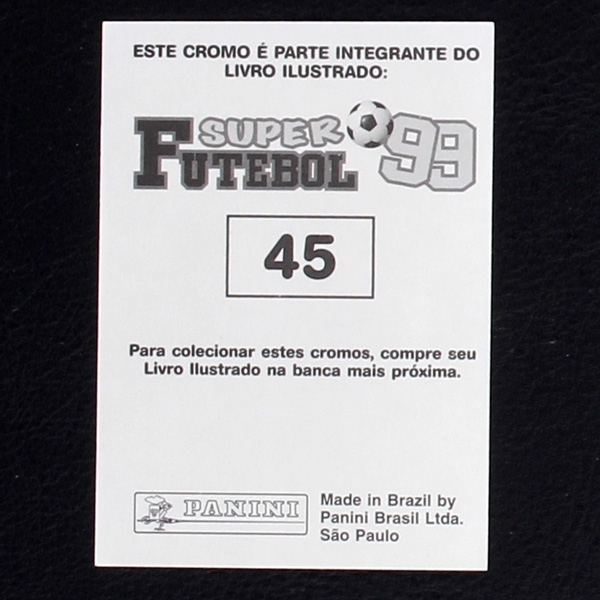 ESTE CROMO É PARTE INTEGRANTE DO
LIVRO ILUSTRADO:
SUPER
FUTEBOL 99
45
Para colecionar estes cromos, compre seu
Livro Ilustrado na banca mais próxima.
PANINI
Made in Brazil by
Panini Brasil Ltda.
São Paulo